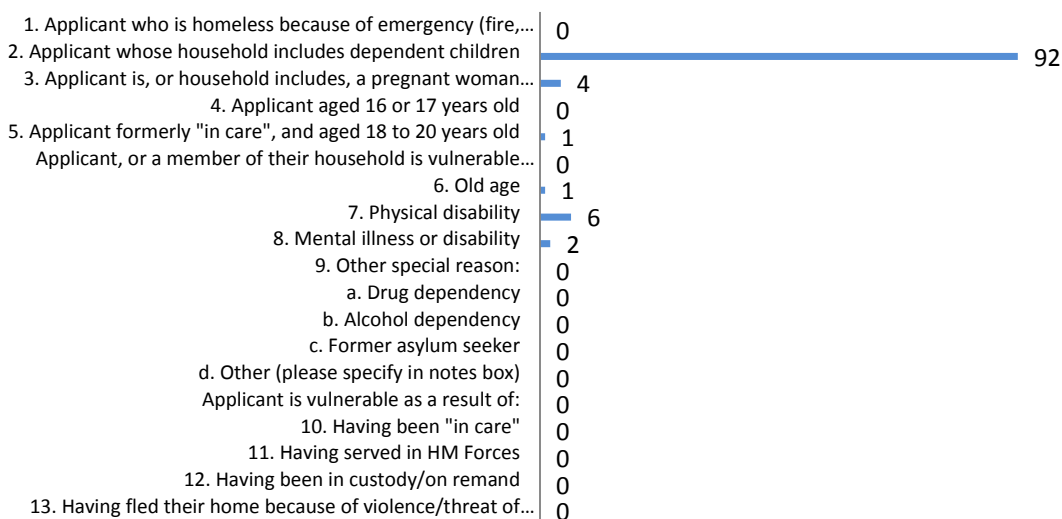 1. Applicant who is homeless because of emergency (fire,... 0
2. Applicant whose household includes dependent children 92
3. Applicant is, or household includes, a pregnant woman... 4
4. Applicant aged 16 or 17 years old 0
5. Applicant formerly "in care", and aged 18 to 20 years old 1
Applicant, or a member of their household is vulnerable... 0
6. Old age 1
7. Physical disability 6
8. Mental illness or disability 2
9. Other special reason: 0
a. Drug dependency 0
b. Alcohol dependency 0
c. Former asylum seeker 0
d. Other (please specify in notes box) 0
Applicant is vulnerable as a result of: 0
10. Having been "in care" 0
11. Having served in HM Forces 0
12. Having been in custody/on remand 0
13. Having fled their home because of violence/threat of... 0